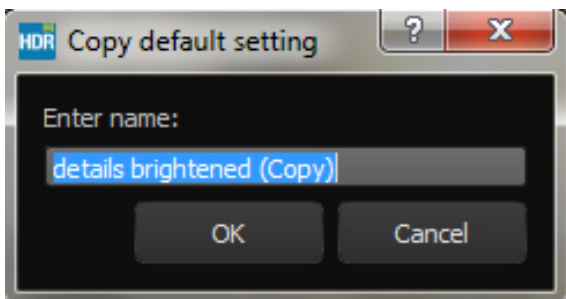 HDR Copy default setting ? X
Enter name:
details brightened (Copy)
OK Cancel